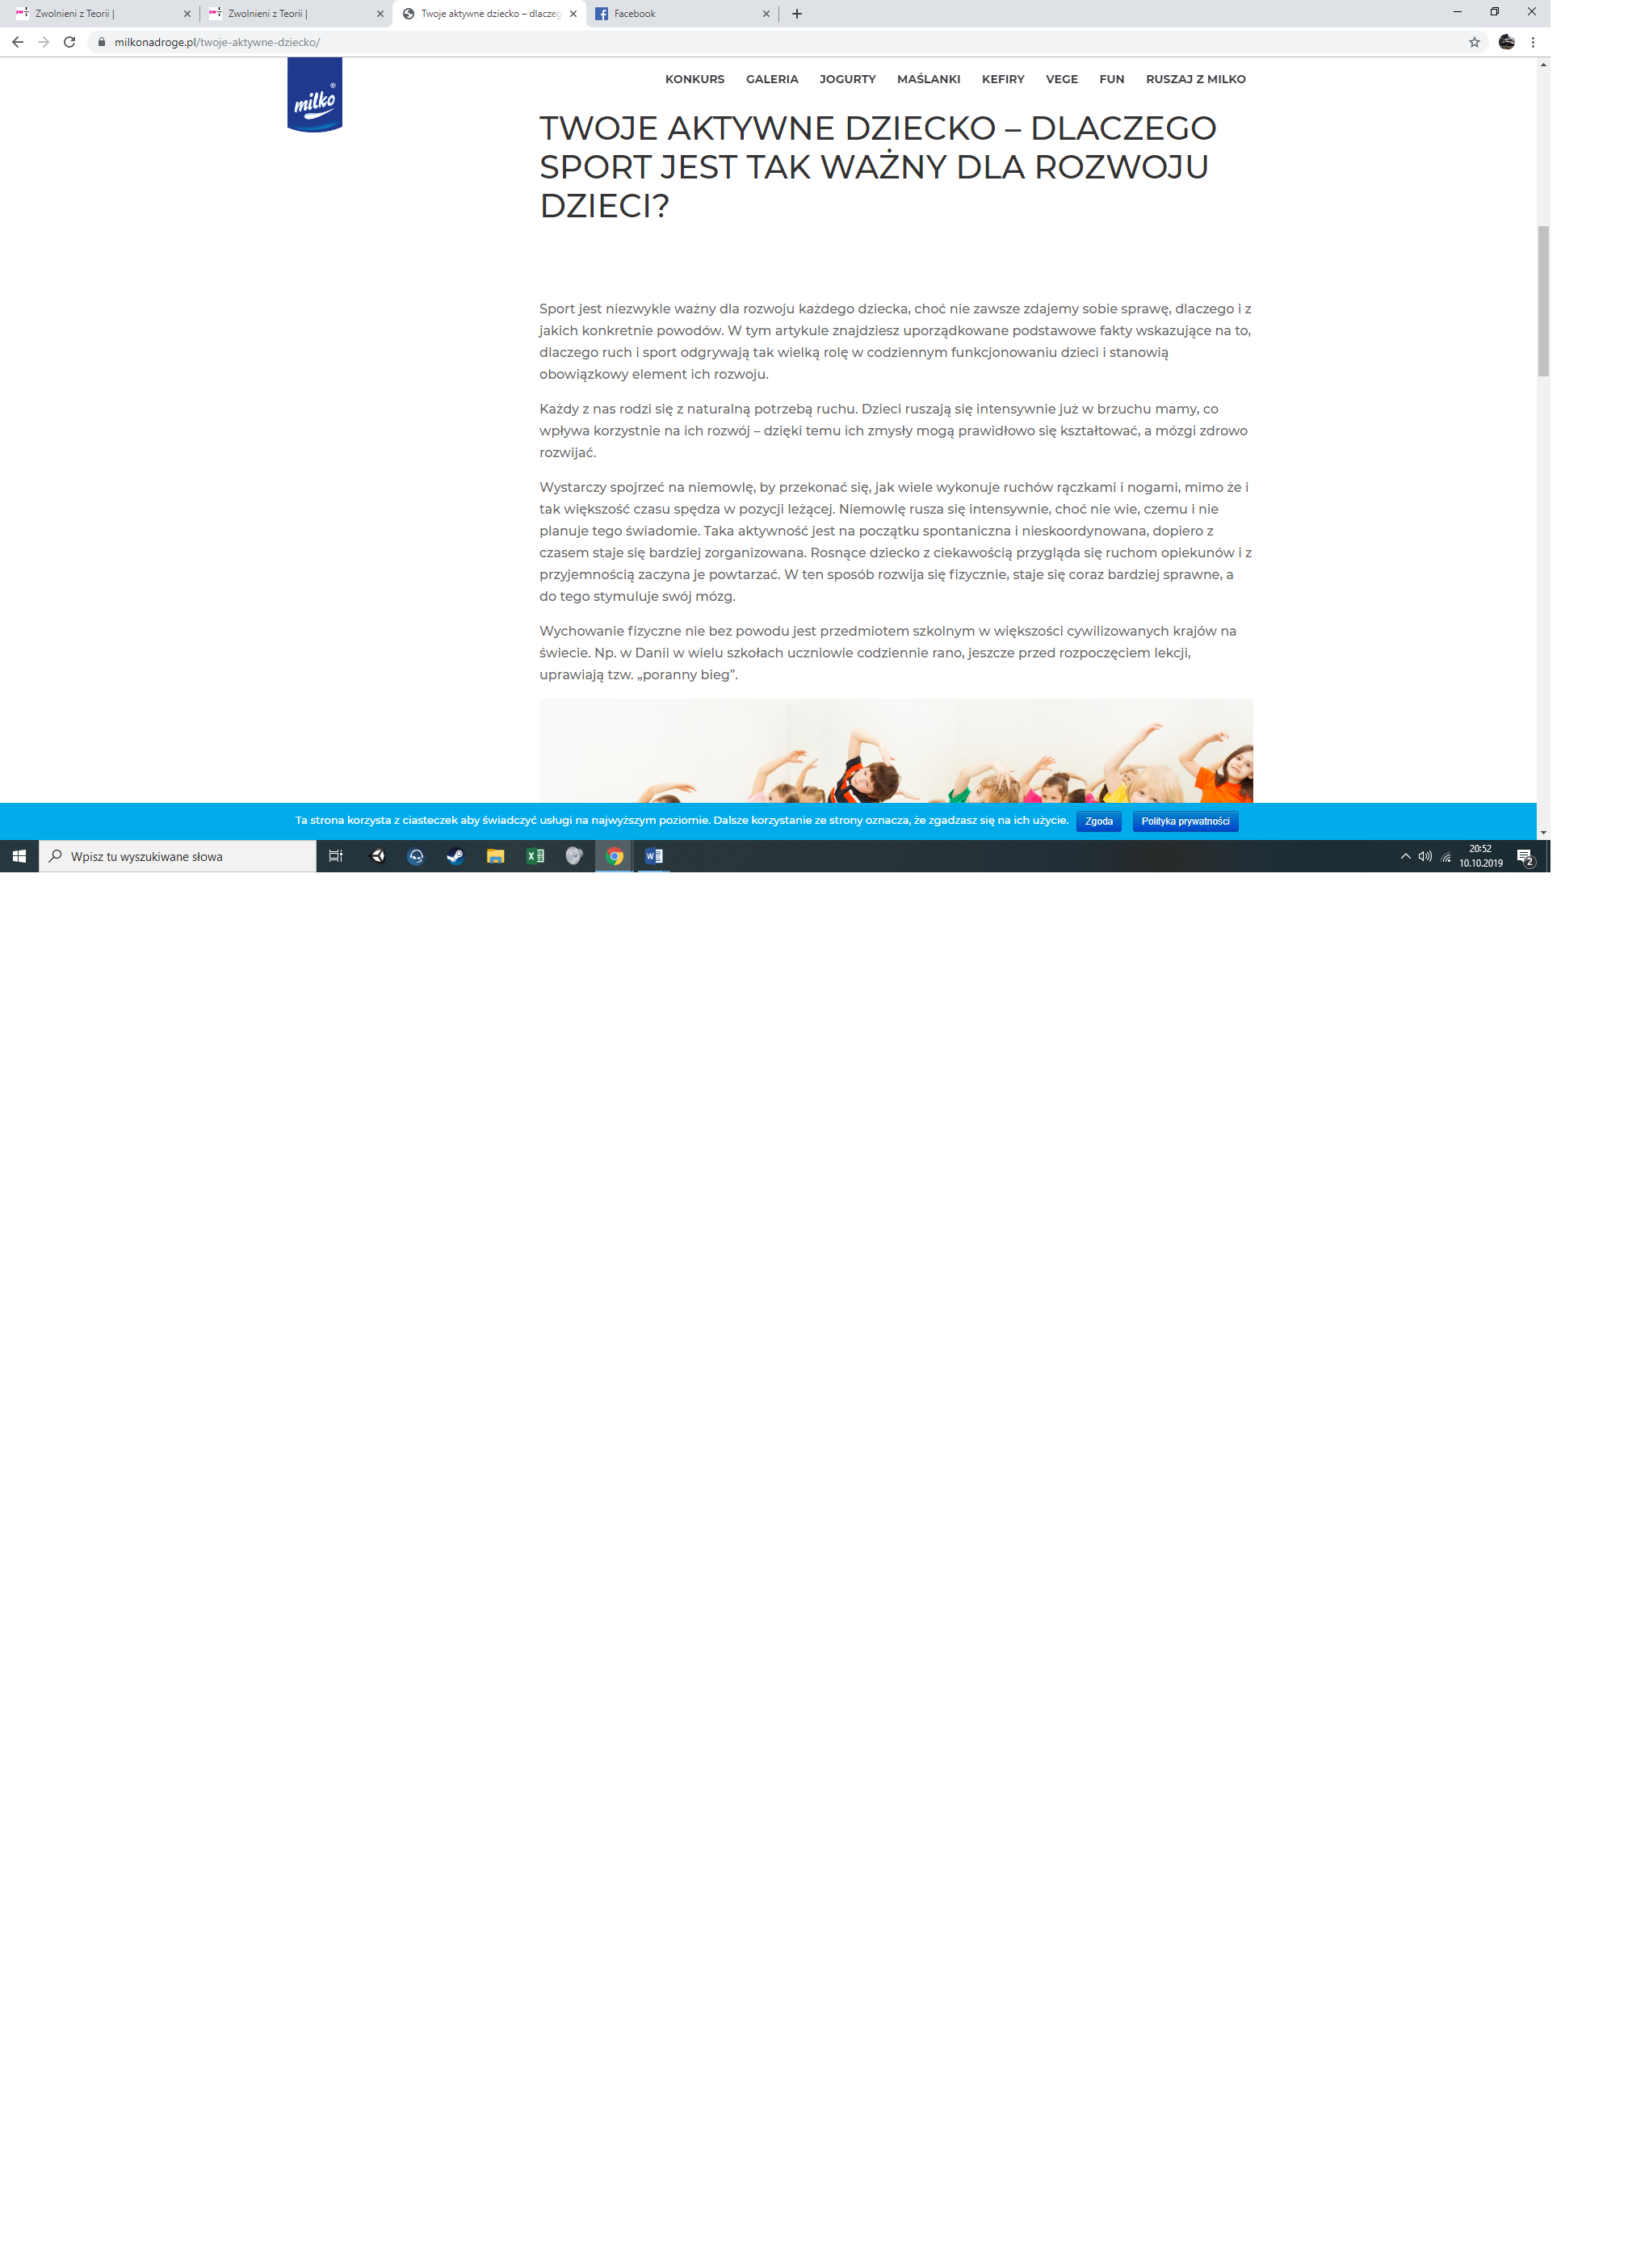 Zwolnieni z Teorii |
Zwolnieni z Teorii |
Twoje aktywne dziecko – dlaczeg
Facebook
milkonadroge.pl/twoje-aktywne-dziecko/
milko®
KONKURS GALERIA JOGURTY MAŚLANKI KEFIRY VEGE FUN RUSZAJ Z MILKO
TWOJE AKTYWNE DZIECKO – DLACZEGO
SPORT JEST TAK WAŻNY DLA ROZWOJU
DZIECI?
Sport jest niezwykle ważny dla rozwoju każdego dziecka, choć nie zawsze zdajemy sobie sprawę, dlaczego i z
jakich konkretnie powodów. W tym artykule znajdziesz uporządkowane podstawowe fakty wskazujące na to,
dlaczego ruch i sport odgrywają tak wielką rolę w codziennym funkcjonowaniu dzieci i stanowią
obowiązkowy element ich rozwoju.
Każdy z nas rodzi się z naturalną potrzebą ruchu. Dzieci ruszają się intensywnie już w brzuchu mamy, co
wpływa korzystnie na ich rozwój – dzięki temu ich zmysły mogą prawidłowo się kształtować, a mózgi zdrowo
rozwijać.
Wystarczy spojrzeć na niemowlę, by przekonać się, jak wiele wykonuje ruchów rączkami i nogami, mimo że i
tak większość czasu spędza w pozycji leżącej. Niemowlę rusza się intensywnie, choć nie wie, czemu i nie
planuje tego świadomie. Taka aktywność jest na początku spontaniczna i nieskoordynowana, dopiero z
czasem staje się bardziej zorganizowana. Rosnące dziecko z ciekawością przygląda się ruchom opiekunów i z
przyjemnością zaczyna je powtarzać. W ten sposób rozwija się fizycznie, staje się coraz bardziej sprawne, a
do tego stymuluje swój mózg.
Wychowanie fizyczne nie bez powodu jest przedmiotem szkolnym w większości cywilizowanych krajów na
świecie. Np. w Danii w wielu szkołach uczniowie codziennie rano, jeszcze przed rozpoczęciem lekcji,
uprawiają tzw. „poranny bieg”.
Ta strona korzysta z ciasteczek aby świadczyć usługi na najwyższym poziomie. Dalsze korzystanie ze strony oznacza, że zgadzasz się na ich użycie. Zgoda Polityka prywatności
Wpisz tu wyszukiwane słowa
20:52
10.10.2019
2